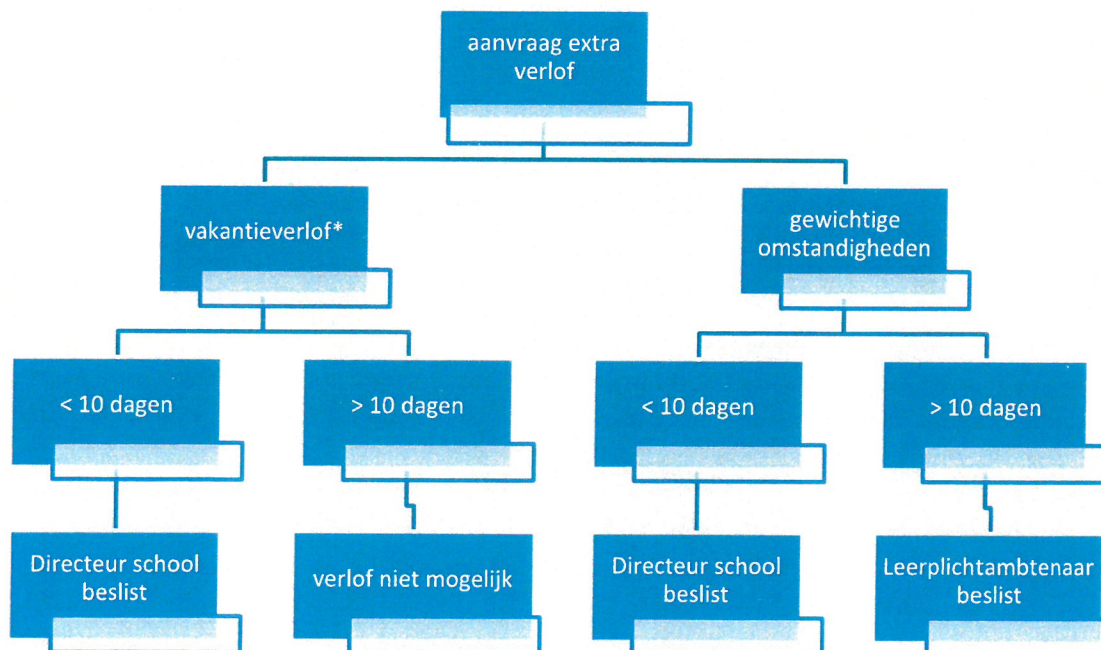 aanvraag extra
verlof
vakantieverlof*
gewichtige
omstandigheden
< 10 dagen
> 10 dagen
< 10 dagen
> 10 dagen
Directeur school
beslist
verlof niet mogelijk
Directeur school
beslist
Leerplichtambtenaar
beslist